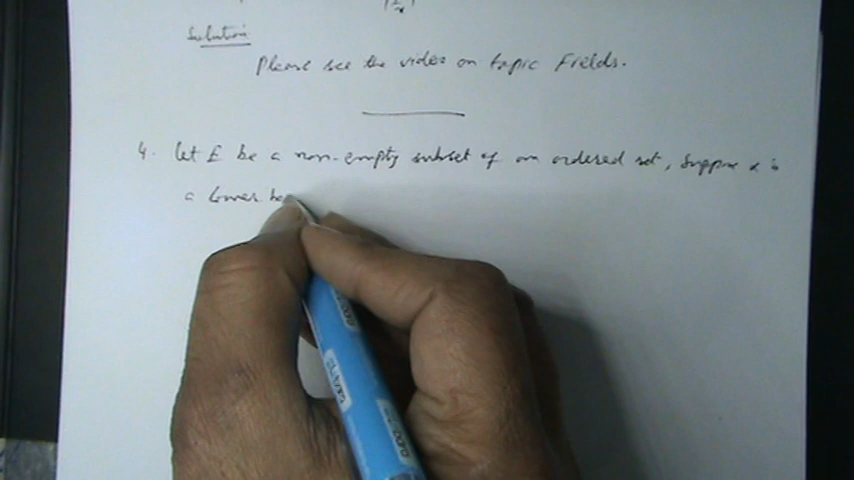 Solution
Please see the video on topic Fields.
4. Let E be a non-empty subset of an ordered set, Suppose α is
a lower bo